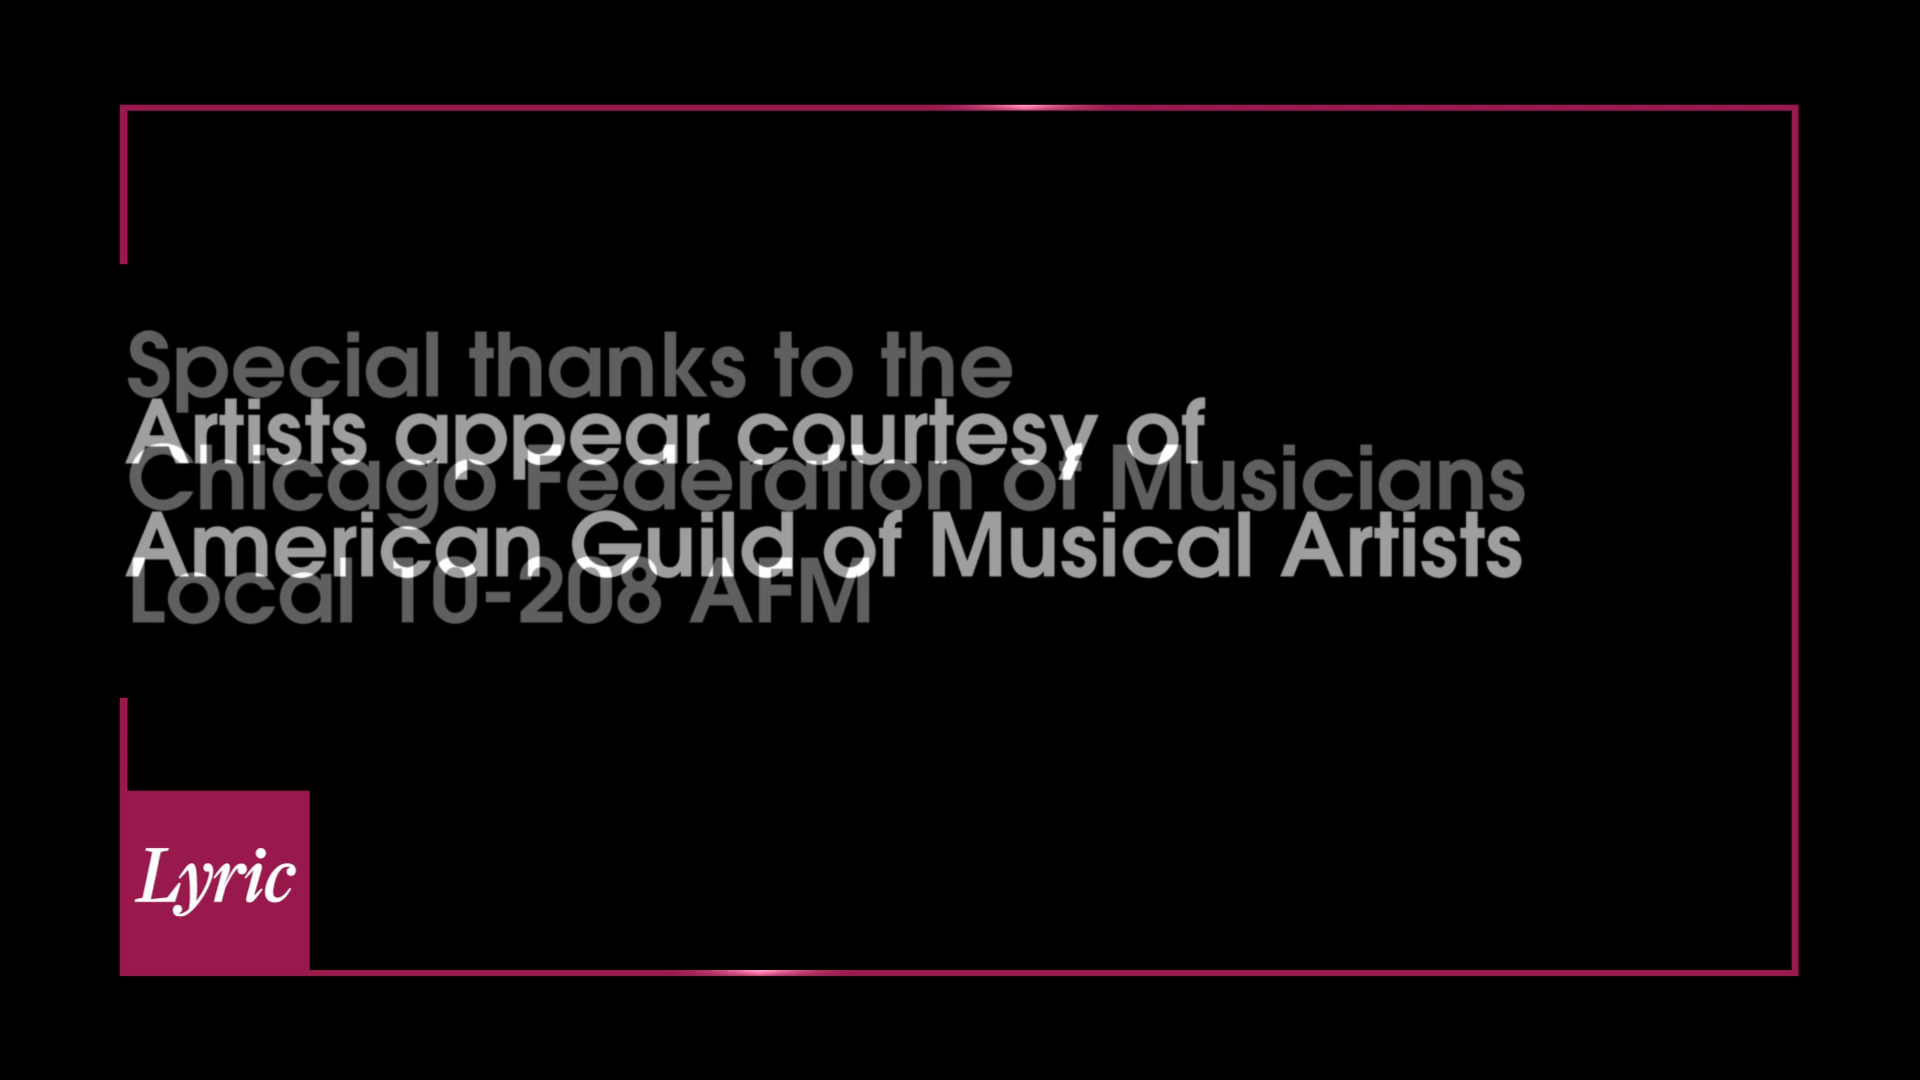 Special thanks to the
Artists appear courtesy of
Chicago Federation of Musicians
American Guild of Musical Artists
Local 10-208 AFM
Lyric